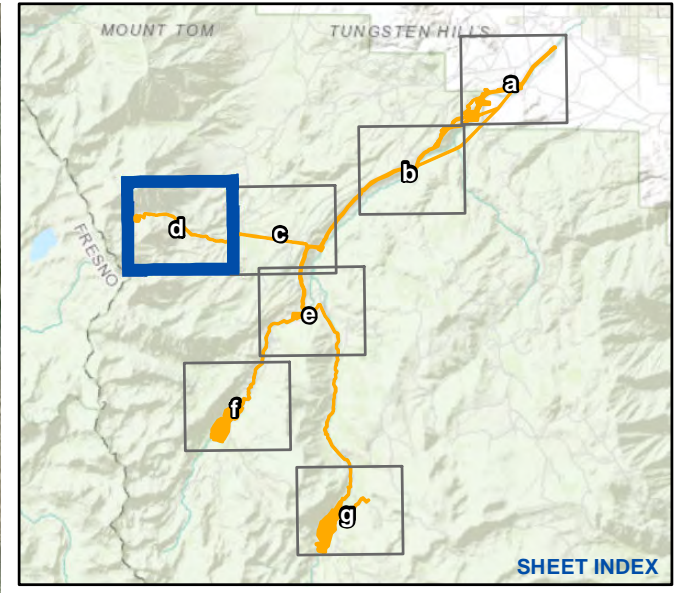 MOUNT TOM
TUNGSTEN HILLS
a
b
d
c
FRESNO
e
f
g
SHEET INDEX